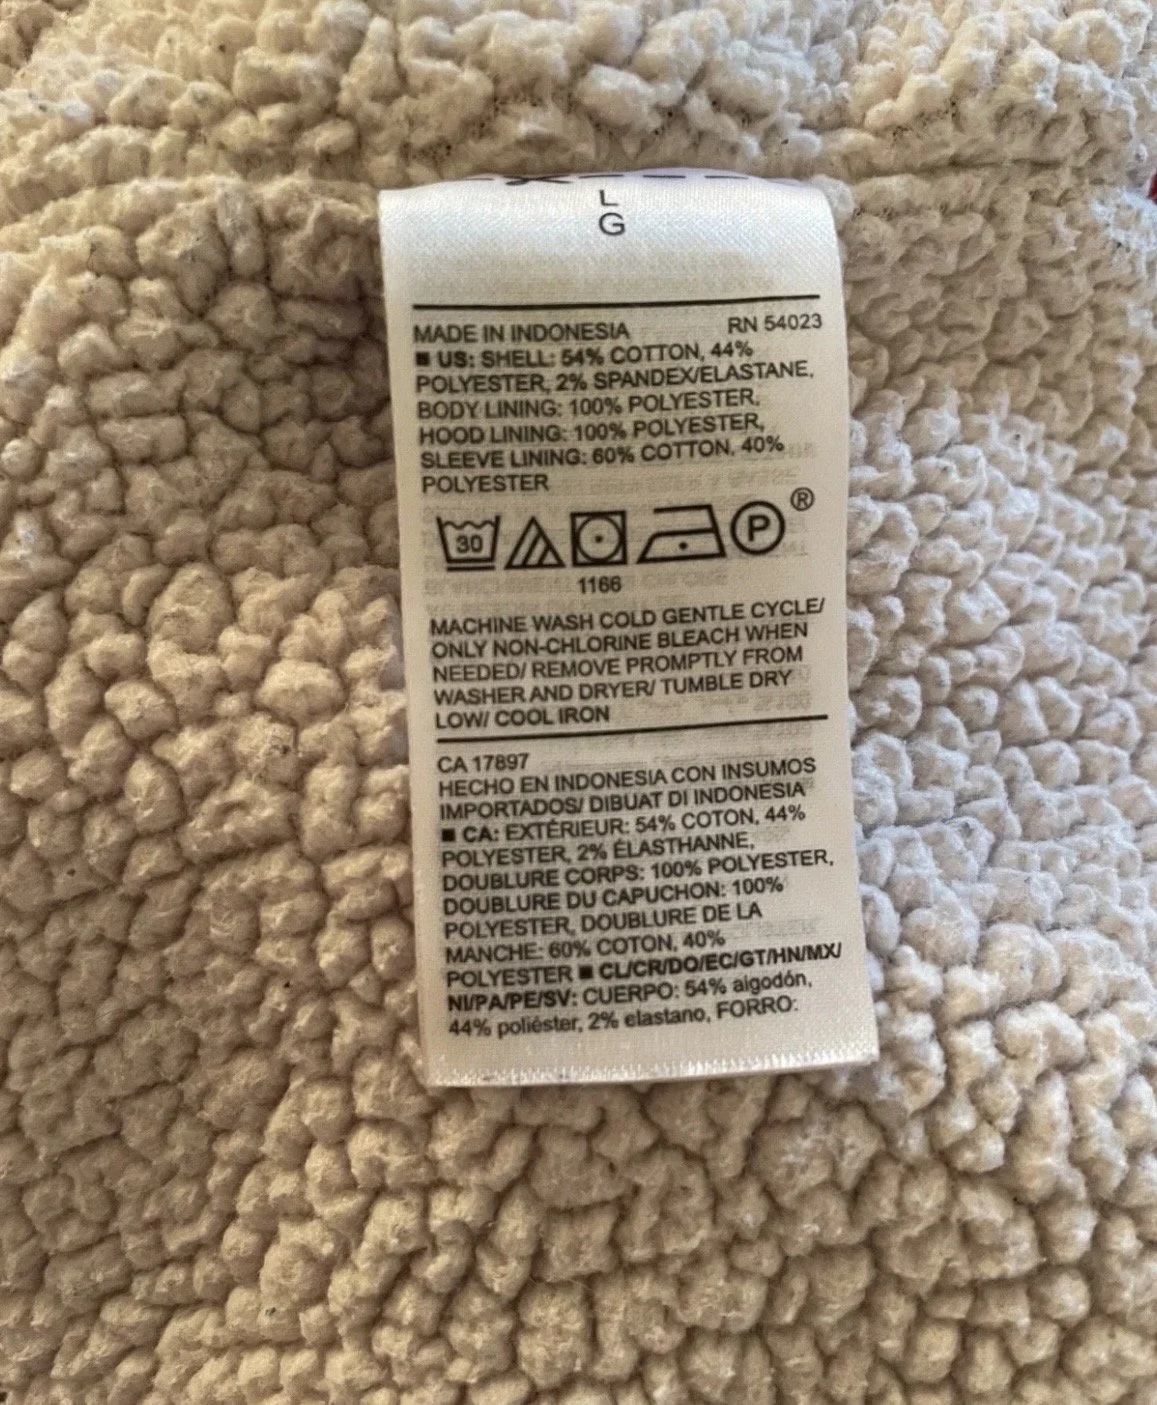 L
G
MADE IN INDONESIA RN 54023
■ US: SHELL: 54% COTTON, 44%
POLYESTER, 2% SPANDEX/ELASTANE,
BODY LINING: 100% POLYESTER,
HOOD LINING: 100% POLYESTER,
SLEEVE LINING: 60% COTTON, 40%
POLYESTER
30 P ®
1166
MACHINE WASH COLD GENTLE CYCLE/
ONLY NON-CHLORINE BLEACH WHEN
NEEDED/ REMOVE PROMPTLY FROM
WASHER AND DRYER/ TUMBLE DRY
LOW/ COOL IRON
CA 17897
HECHO EN INDONESIA CON INSUMOS
IMPORTADOS/ DIBUAT DI INDONESIA
■ CA: EXTÉRIEUR: 54% COTON, 44%
POLYESTER, 2% ÉLASTHANNE,
DOUBLURE CORPS: 100% POLYESTER,
DOUBLURE DU CAPUCHON: 100%
POLYESTER, DOUBLURE DE LA
MANCHE: 60% COTON, 40%
POLYESTER ■ CL/CR/DO/EC/GT/HN/MX/
NI/PA/PE/SV: CUERPO: 54% algodón,
44% poliéster, 2% elastano, FORRO: